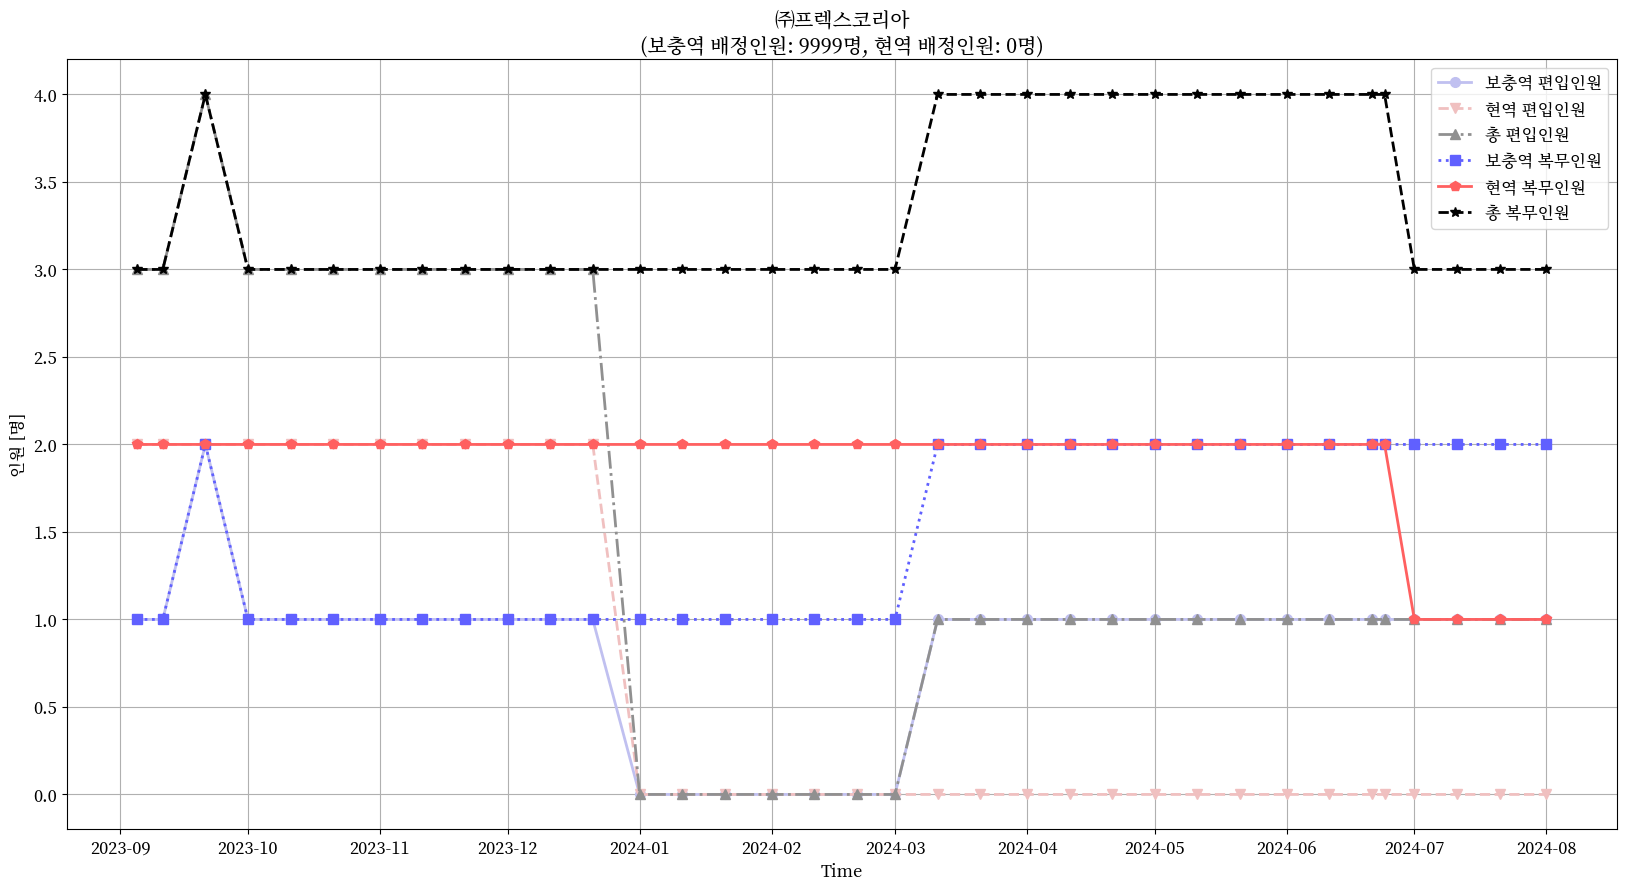 ㈜프렉스코리아
(보충역 배정인원: 9999명, 현역 배정인원: 0명)
보충역 편입인원
현역 편입인원
총 편입인원
보충역 복무인원
현역 복무인원
총 복무인원
인원 [명]
4.0
3.5
3.0
2.5
2.0
1.5
1.0
0.5
0.0
2023-09 2023-10 2023-11 2023-12 2024-01 2024-02 2024-03 2024-04 2024-05 2024-06 2024-07 2024-08
Time